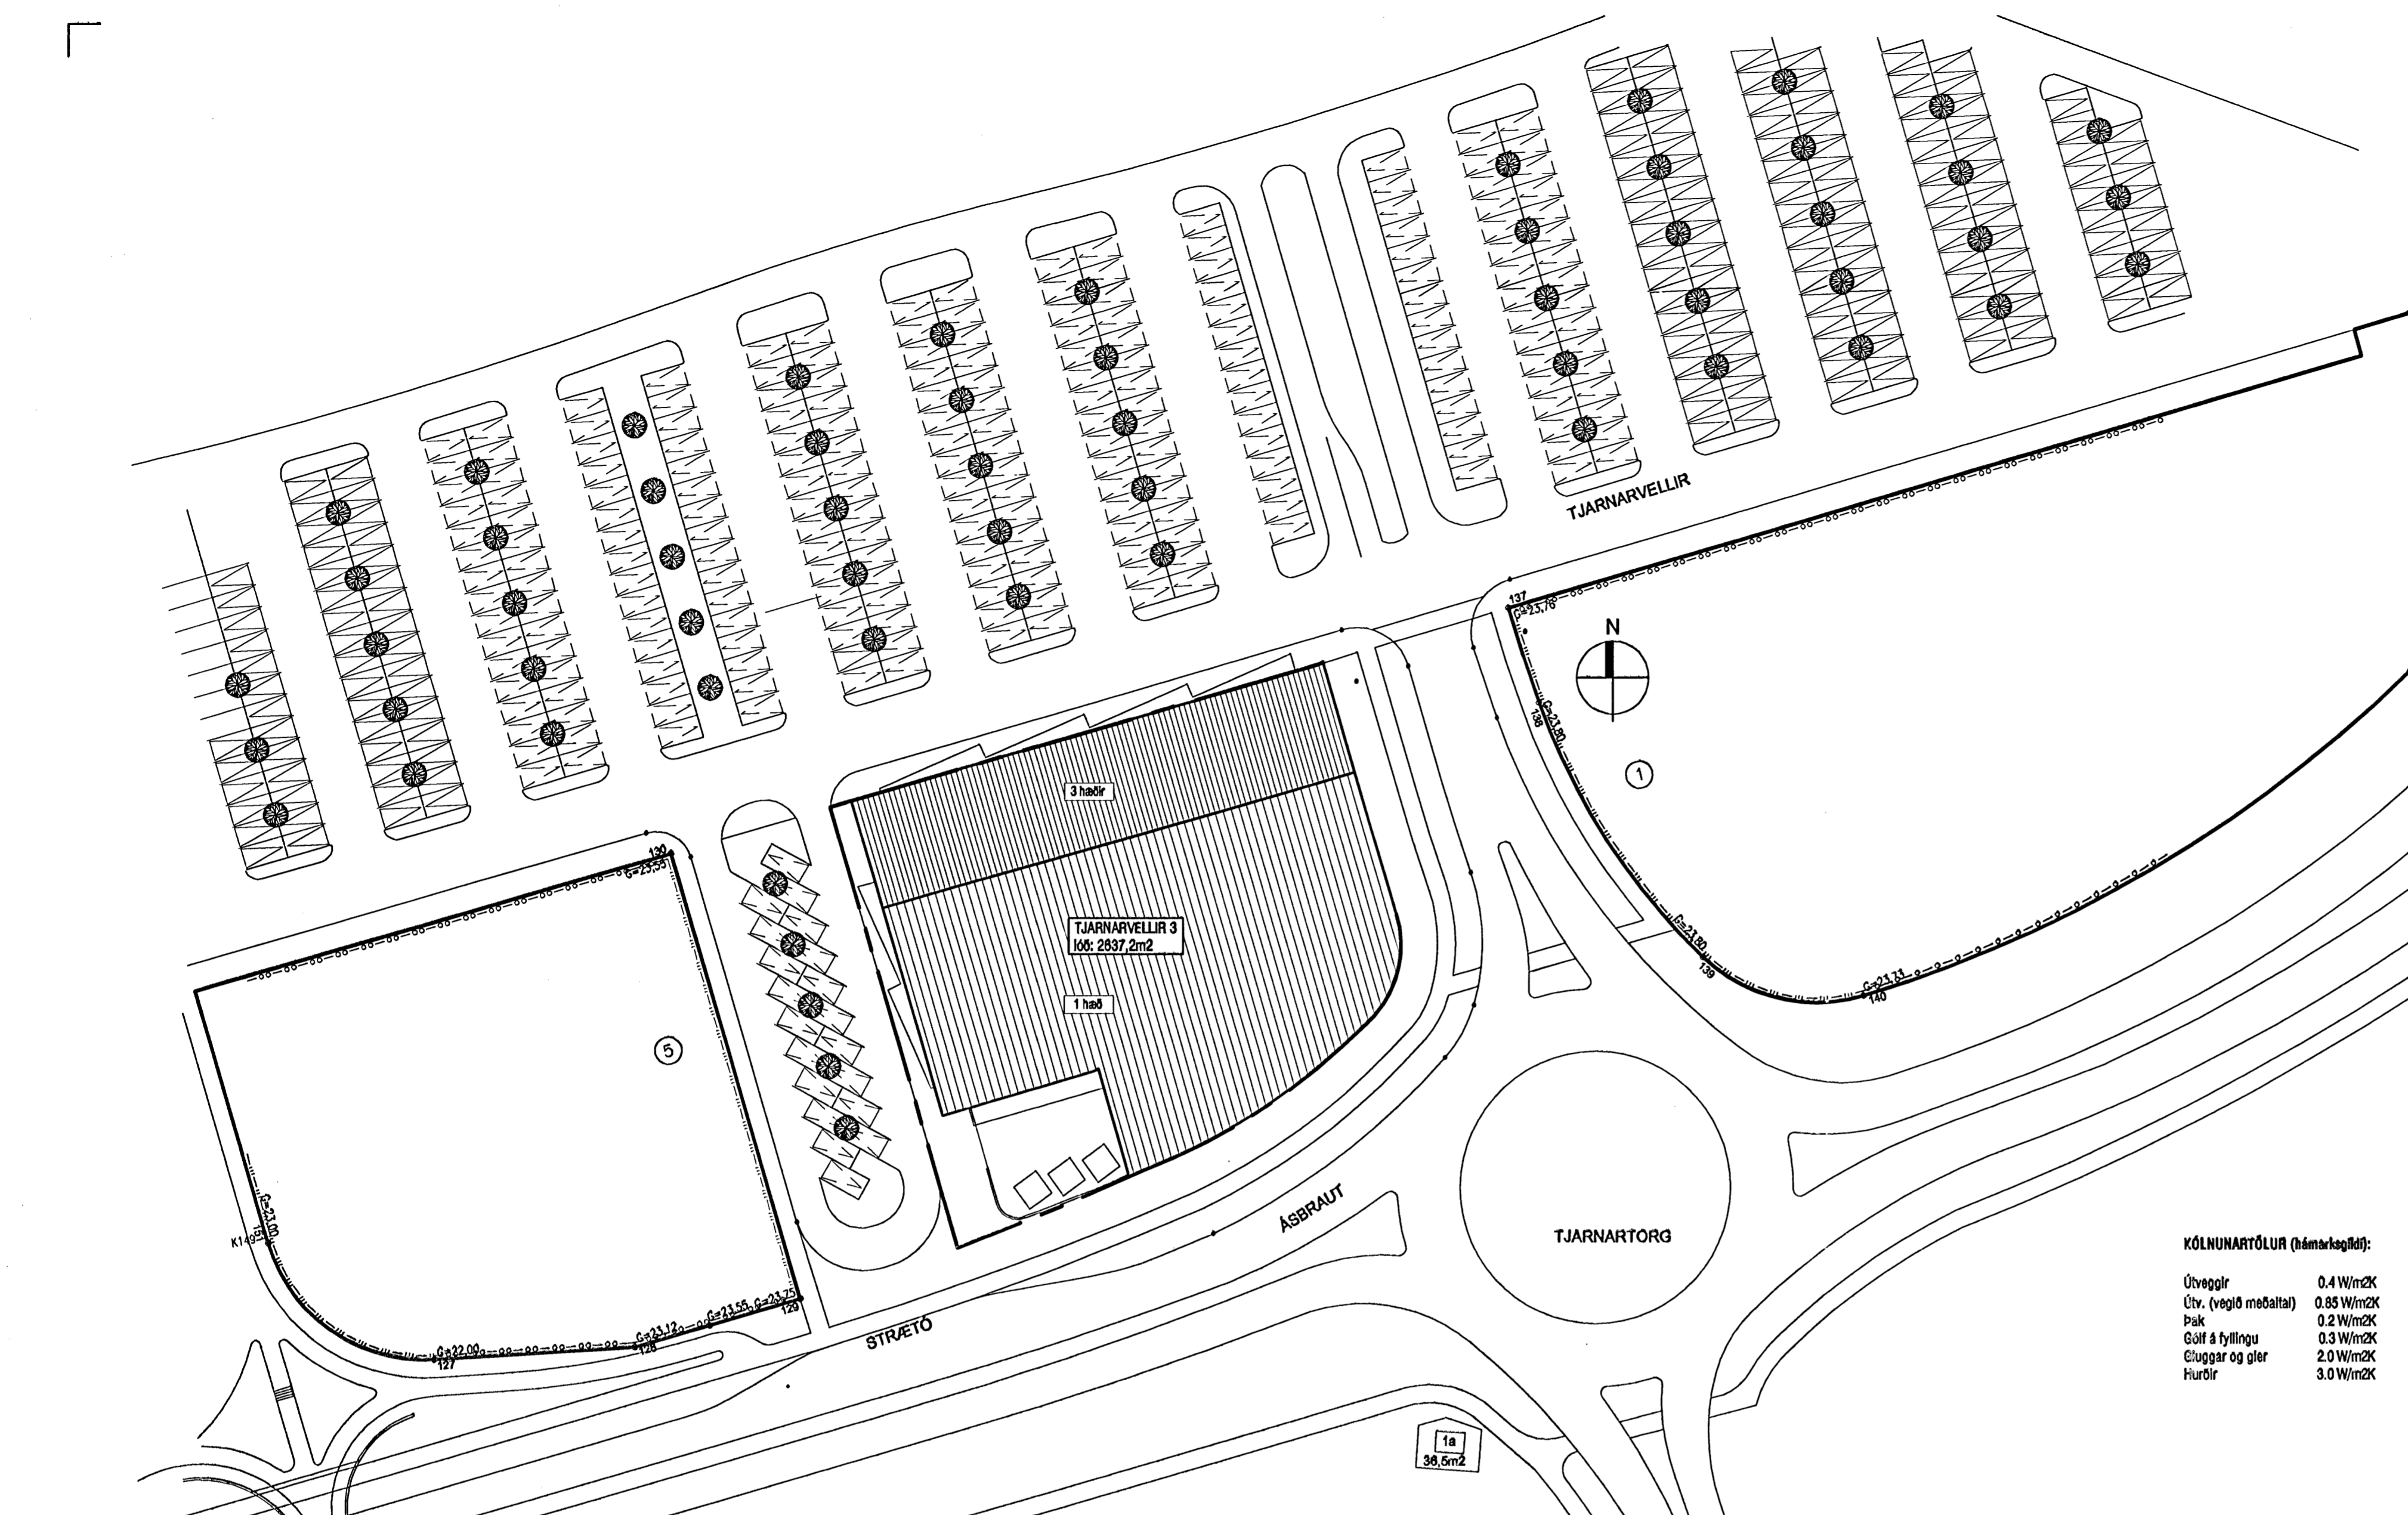 TJARNARVELLIR
137
G=23,76
N
G=23,80
138
1
3 hæðir
130
G=23,55
TJARNARVELLIR 3
lóð: 2637,2m2
G=23,80
139
G=23,73
140
1 hæð
5
ÁSBRAUT
TJARNARTORG
G=23,00
151
K149
G=23,55
G=23,75
129
G=23,12
128
G=22,00
127
STRÆTÓ
KÓLNUNARTÖLUR (hámarksgildi):
Útveggir 0.4 W/m2K
Útv. (vegið meðaltal) 0.85 W/m2K
Þak 0.2 W/m2K
Gólf á fyllingu 0.3 W/m2K
Gluggar og gler 2.0 W/m2K
Hurðir 3.0 W/m2K
1a
36,5m2